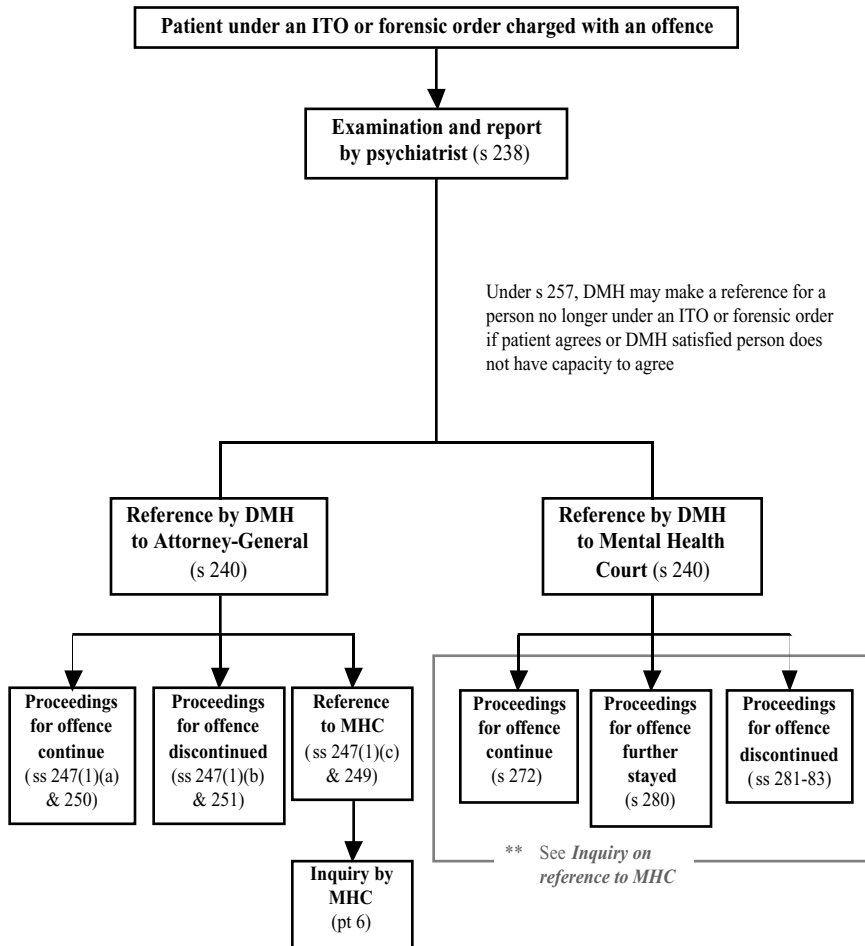 Patient under an ITO or forensic order charged with an offence
Examination and report
by psychiatrist (s 238)
Under s 257, DMH may make a reference for a
person no longer under an ITO or forensic order
if patient agrees or DMH satisfied person does
not have capacity to agree
Reference by DMH
to Attorney-General
(s 240)
Reference by DMH
to Mental Health
Court (s 240)
Proceedings
for offence
continue
(ss 247(1)(a)
& 250)
Proceedings
for offence
discontinued
(ss 247(1)(b)
& 251)
Reference
to MHC
(ss 247(1)(c)
& 249)
Proceedings
for offence
continue
(s 272)
Proceedings
for offence
further
stayed
(s 280)
Proceedings
for offence
discontinued
(ss 281-83)
** See Inquiry on
reference to MHC
Inquiry by
MHC
(pt 6)